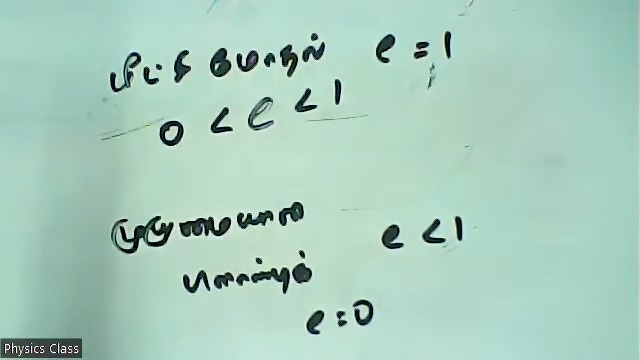 மீட்சி மோதல் e = 1
0 < e < 1
முழுமையான e < 1
e = 0
Physics Class